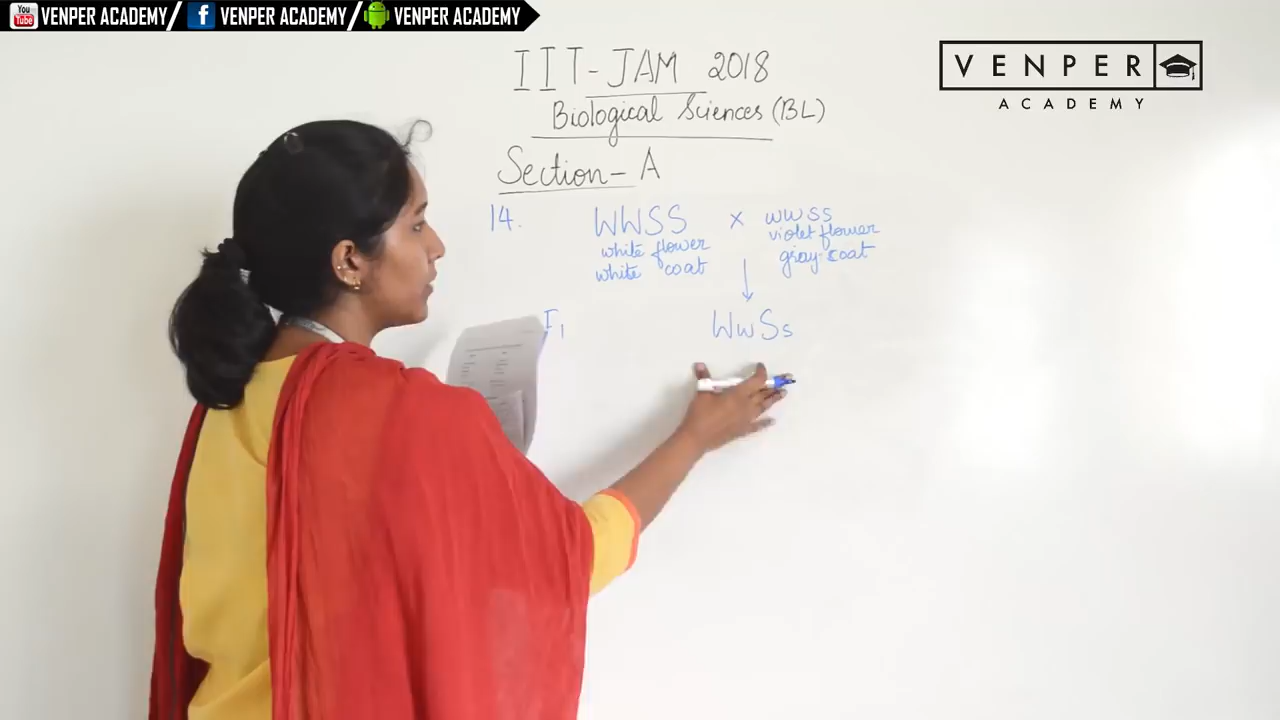 VENPER ACADEMY / VENPER ACADEMY / VENPER ACADEMY
VENPER
ACADEMY
IIT-JAM 2018
Biological Sciences (BL)
Section-A
14. WWSS x wwss
white flower violet flower
white coat gray coat
F1 WwSs